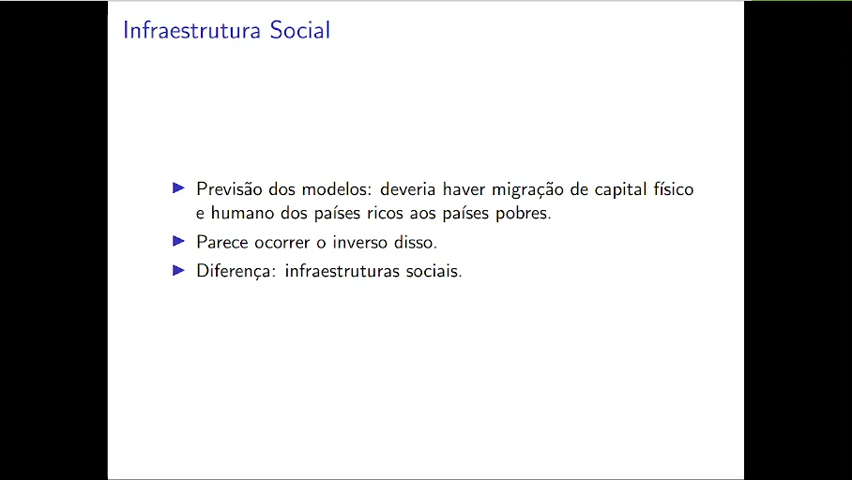 Infraestrutura Social
Previsão dos modelos: deveria haver migração de capital físico
e humano dos países ricos aos países pobres.
Parece ocorrer o inverso disso.
Diferença: infraestruturas sociais.